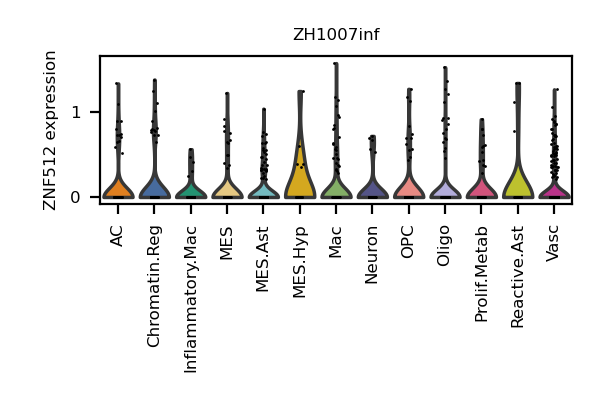 ZH1007inf
ZNF512 expression
1
0
AC
Chromatin.Reg
Inflammatory.Mac
MES
MES.Ast
MES.Hyp
Mac
Neuron
OPC
Oligo
Prolif.Metab
Reactive.Ast
Vasc